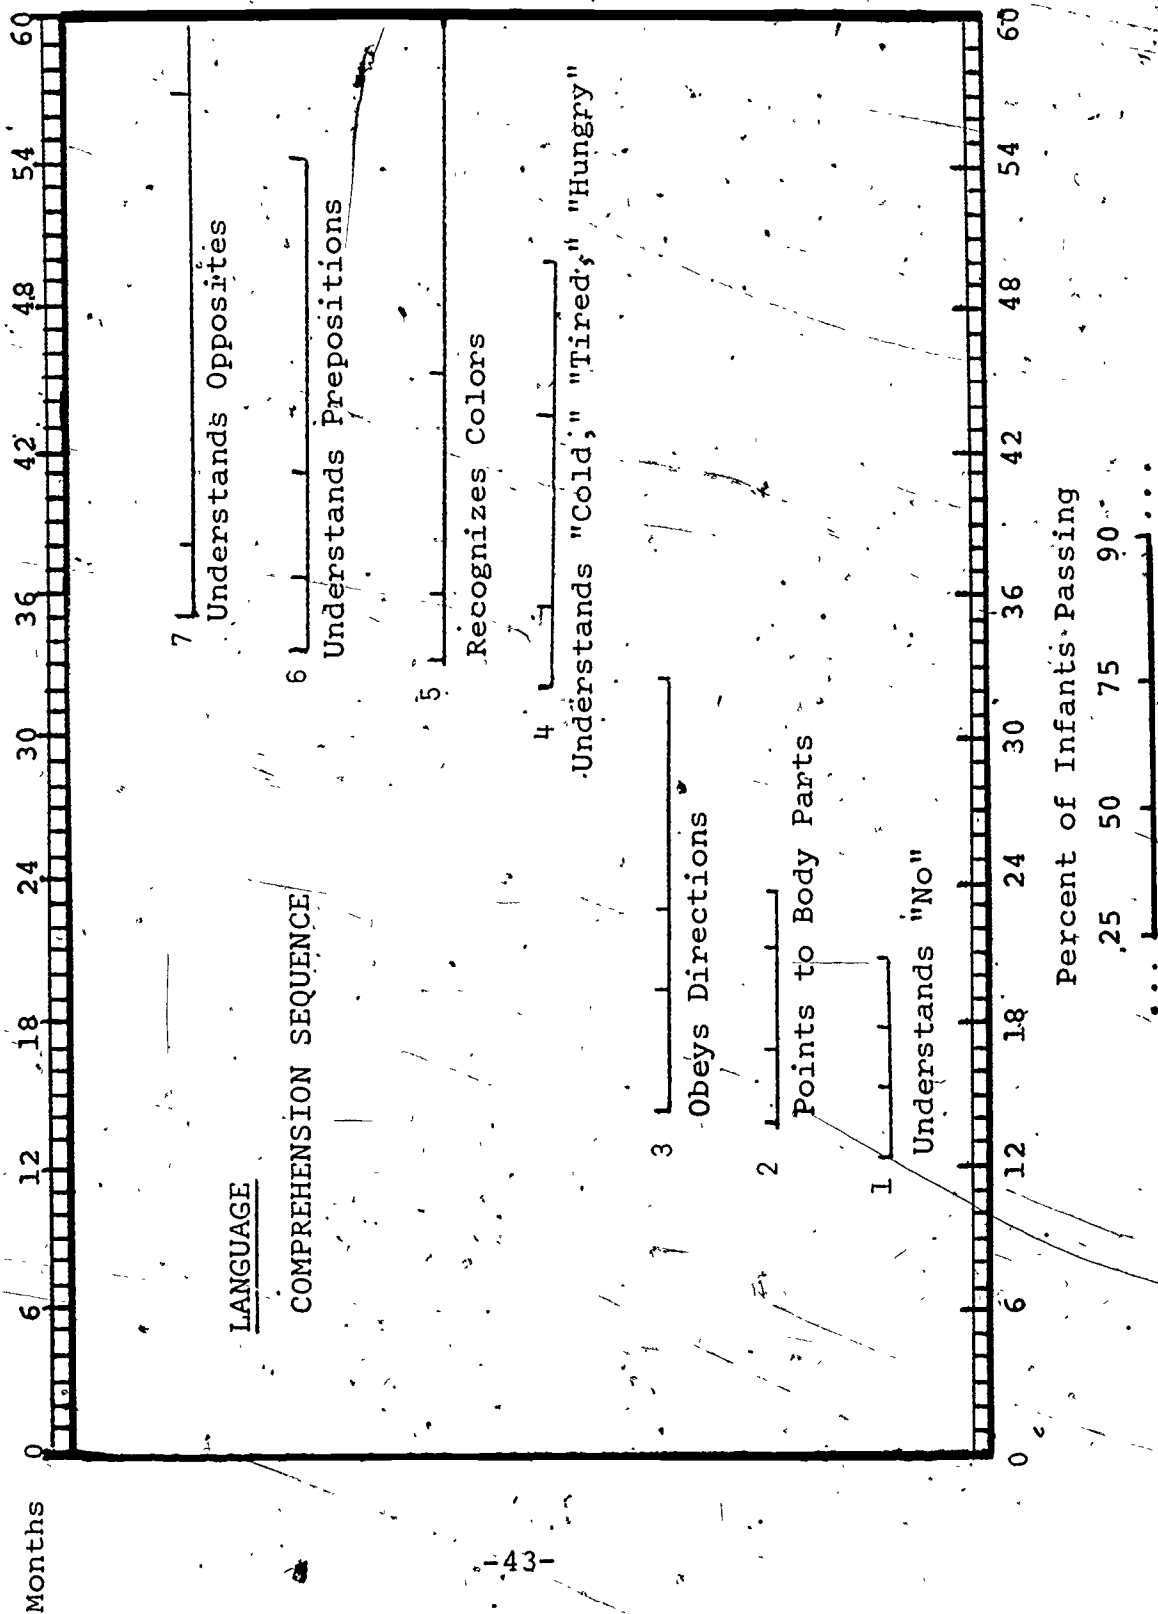 Months
0 6 12 18 24 30 36 42 48 54 60
LANGUAGE
COMPREHENSION SEQUENCE
7
Understands Opposites
6
Understands Prepositions
5
Recognizes Colors
4
Understands "Cold," "Tired," "Hungry"
3
Obeys Directions
2
Points to Body Parts
1
Understands "No"
0 6 12 18 24 30 36 42 48 54 60
Percent of Infants Passing
25 50 75 90
-43-